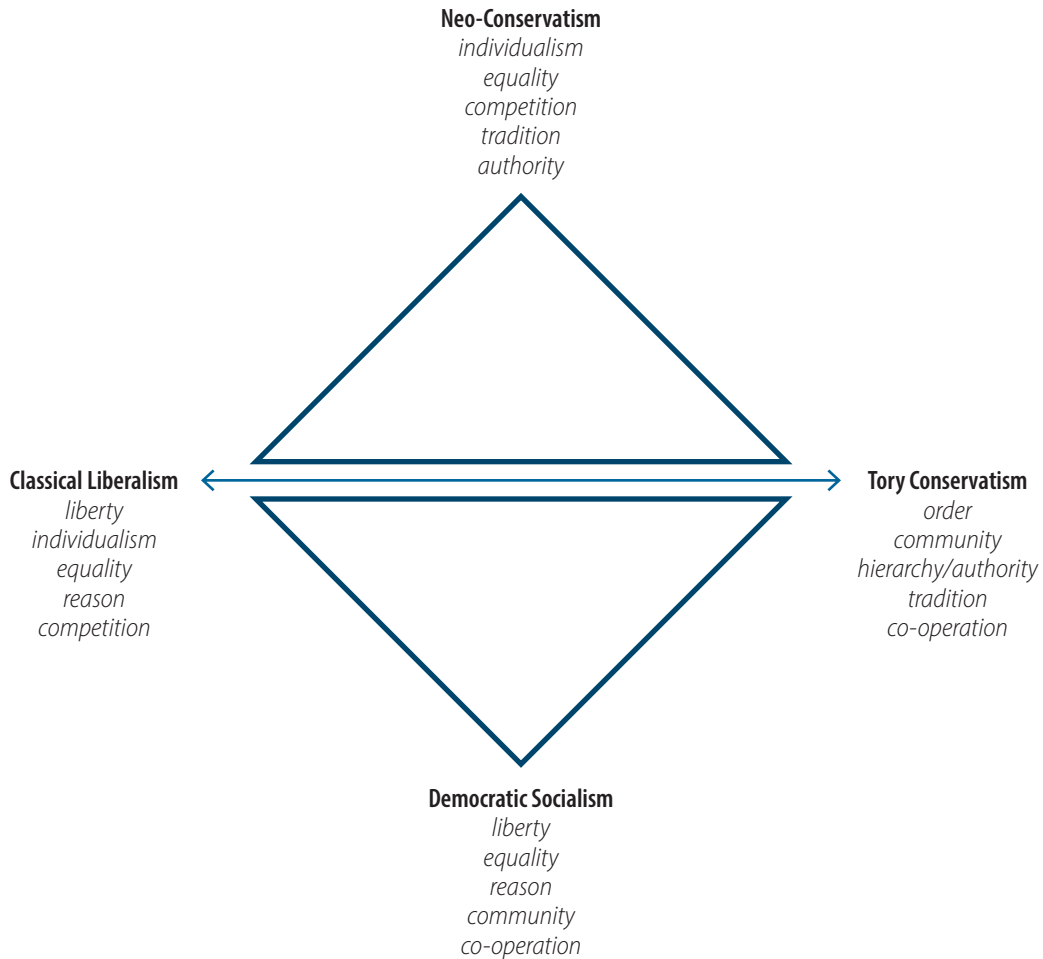 Neo-Conservatism
individualism
equality
competition
tradition
authority
Classical Liberalism
liberty
individualism
equality
reason
competition
Tory Conservatism
order
community
hierarchy/authority
tradition
co-operation
Democratic Socialism
liberty
equality
reason
community
co-operation